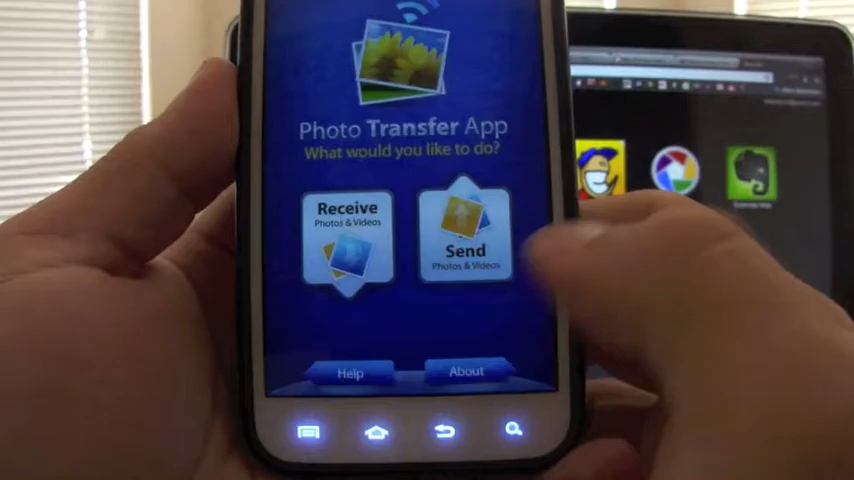 Photo Transfer App
What would you like to do?
Receive
Photos & Videos
Send
Photos & Videos
Help
About